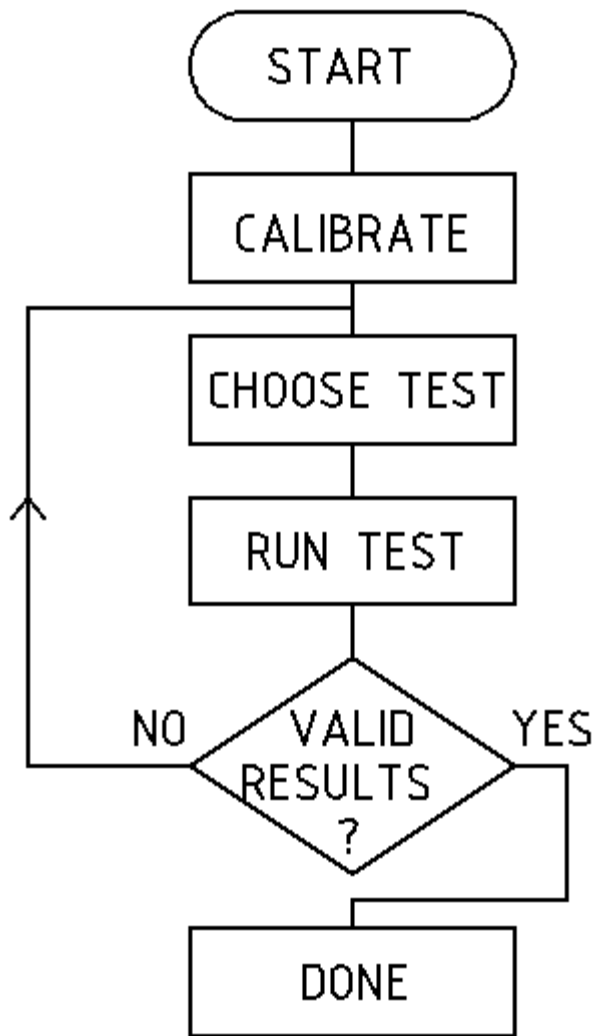 START
CALIBRATE
CHOOSE TEST
RUN TEST
NO
VALID
RESULTS
?
YES
DONE